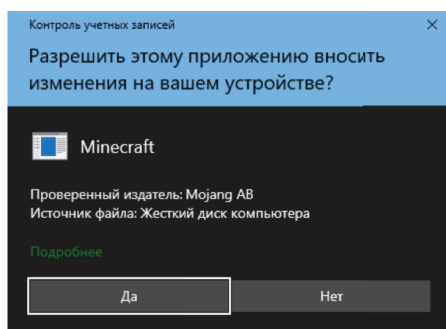 Контроль учетных записей
Разрешить этому приложению вносить
изменения на вашем устройстве?
Minecraft
Проверенный издатель: Mojang AB
Источник файла: Жесткий диск компьютера
Подробнее
Да
Нет